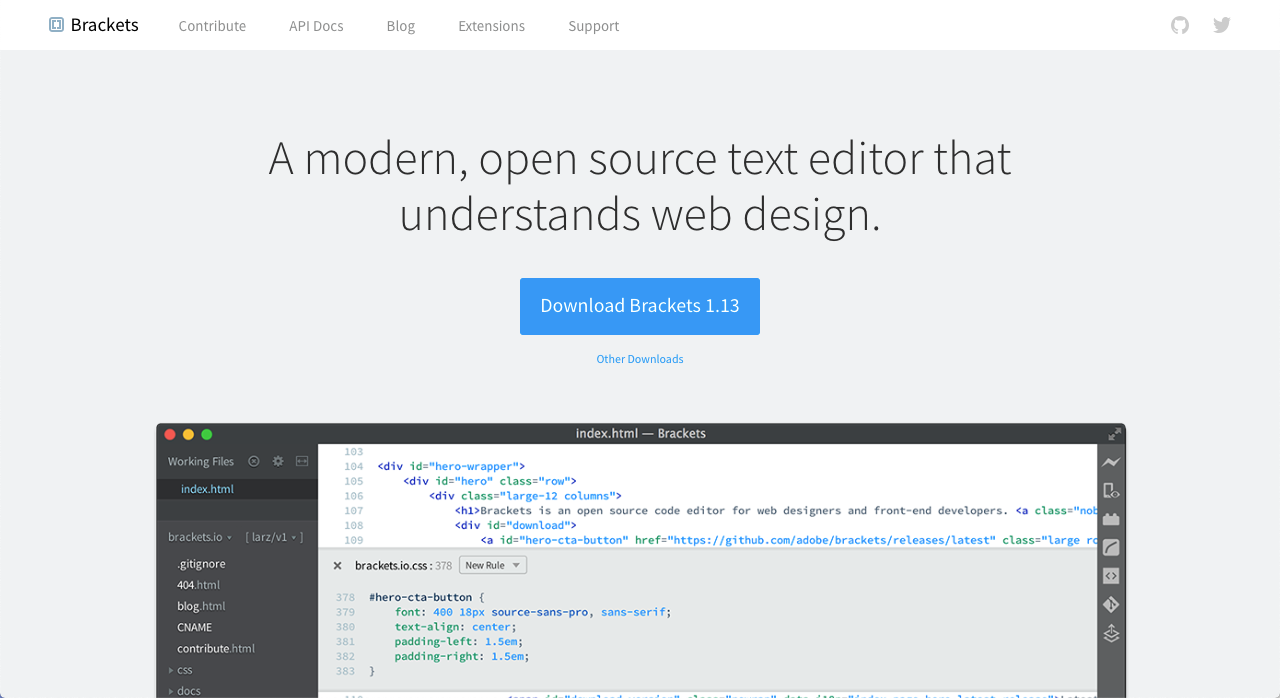 Brackets
Contribute
API Docs
Blog
Extensions
Support
A modern, open source text editor that
understands web design.
Download Brackets 1.13
Other Downloads
index.html — Brackets
Working Files
index.html
brackets.io
[ larz/v1 ]
.gitignore
404.html
blog.html
CNAME
contribute.html
css
docs
103
104 <div id="hero-wrapper">
105 <div id="hero" class="row">
106 <div class="large-12 columns">
107 <h1>Brackets is an open source code editor for web designers and front-end developers. <a class="nob
108 <div id="download">
109 <a id="hero-cta-button" href="https://github.com/adobe/brackets/releases/latest" class="large ro
× brackets.io.css : 378 New Rule
378 #hero-cta-button {
379 font: 400 18px source-sans-pro, sans-serif;
380 text-align: center;
381 padding-left: 1.5em;
382 padding-right: 1.5em;
383 }